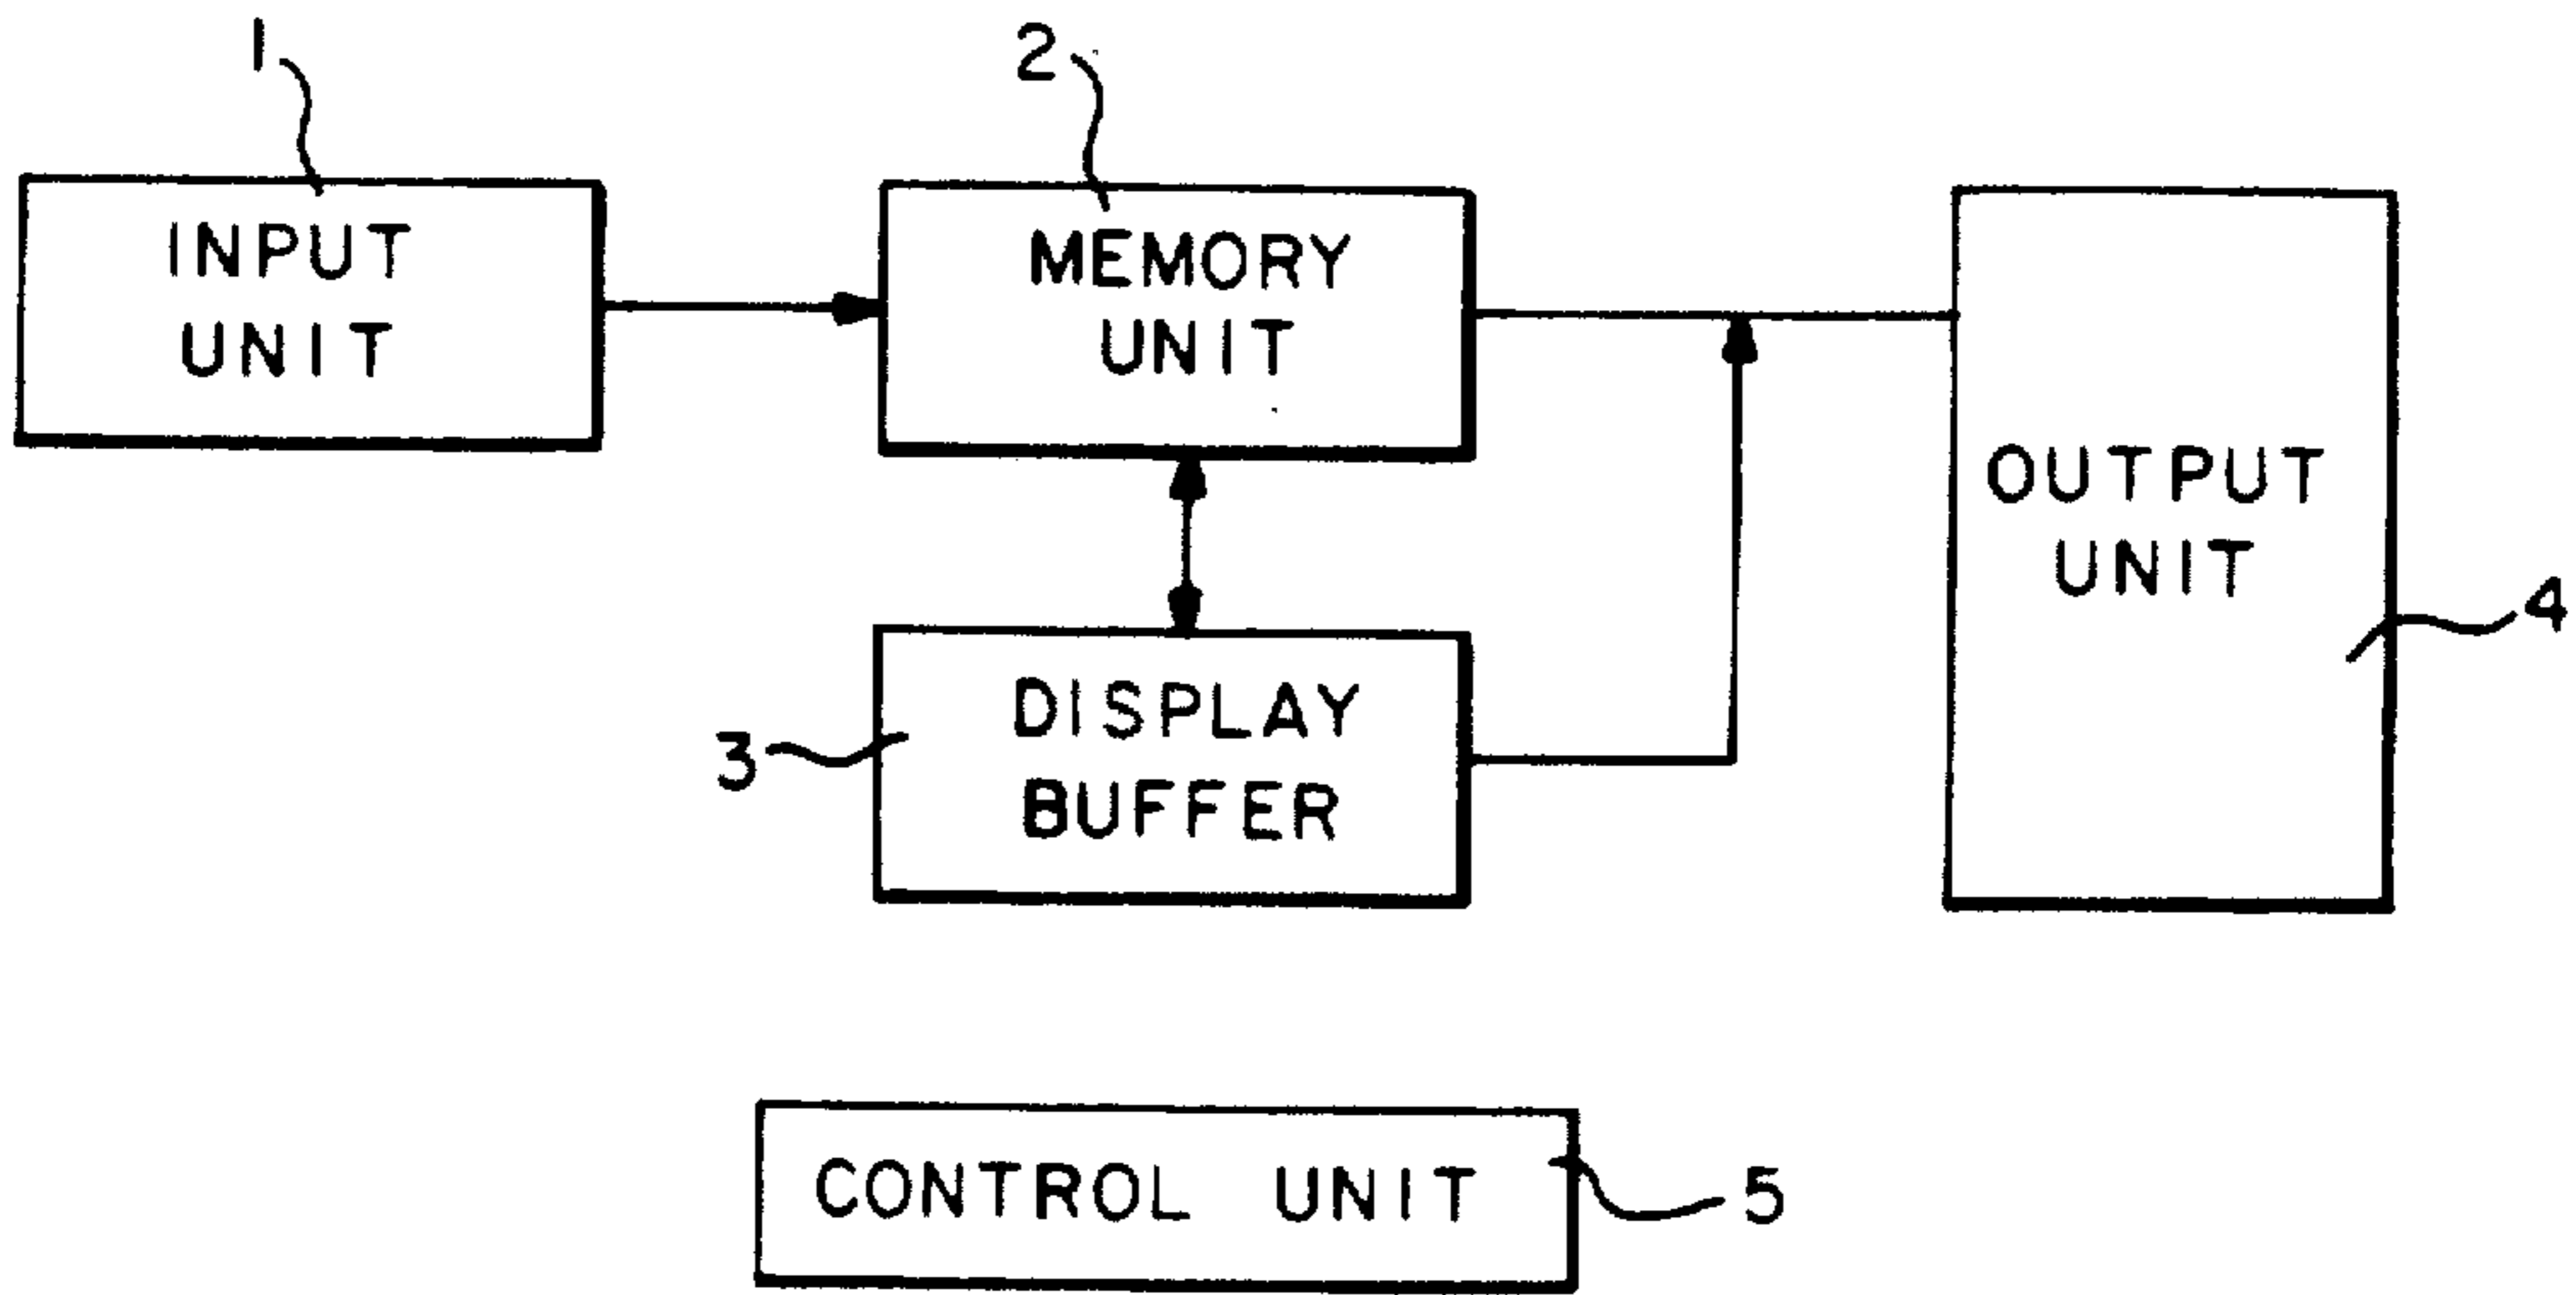 1
2
INPUT
UNIT
MEMORY
UNIT
OUTPUT
UNIT
4
3
DISPLAY
BUFFER
CONTROL UNIT
5